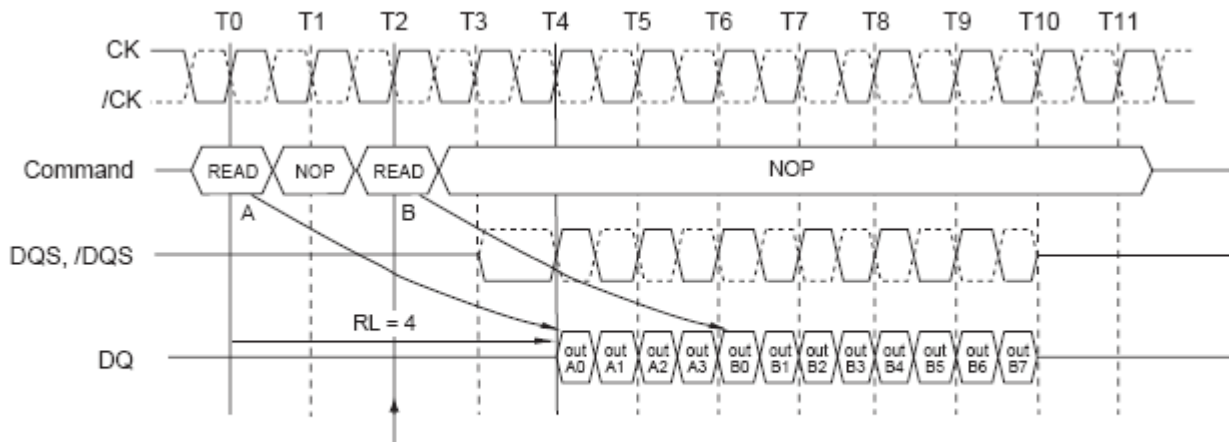 T0 T1 T2 T3 T4 T5 T6 T7 T8 T9 T10 T11
CK
/CK
Command READ NOP READ NOP
A B
DQS, /DQS
RL = 4
DQ out A0 out A1 out A2 out A3 out B0 out B1 out B2 out B3 out B4 out B5 out B6 out B7